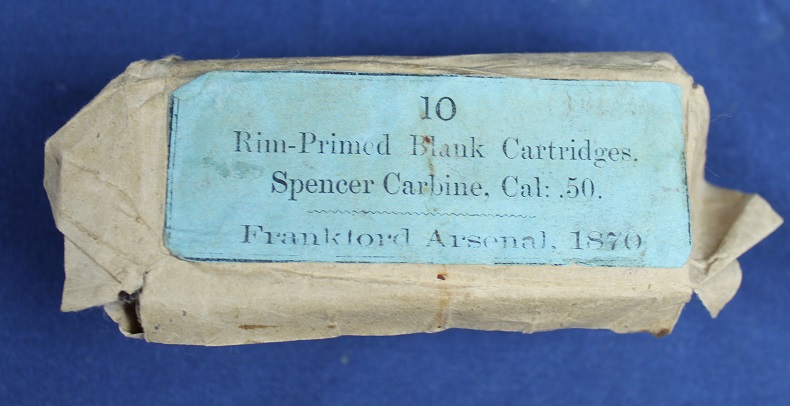 10
Rim-Primed Blank Cartridges.
Spencer Carbine, Cal: .50.
Frankford Arsenal, 1870